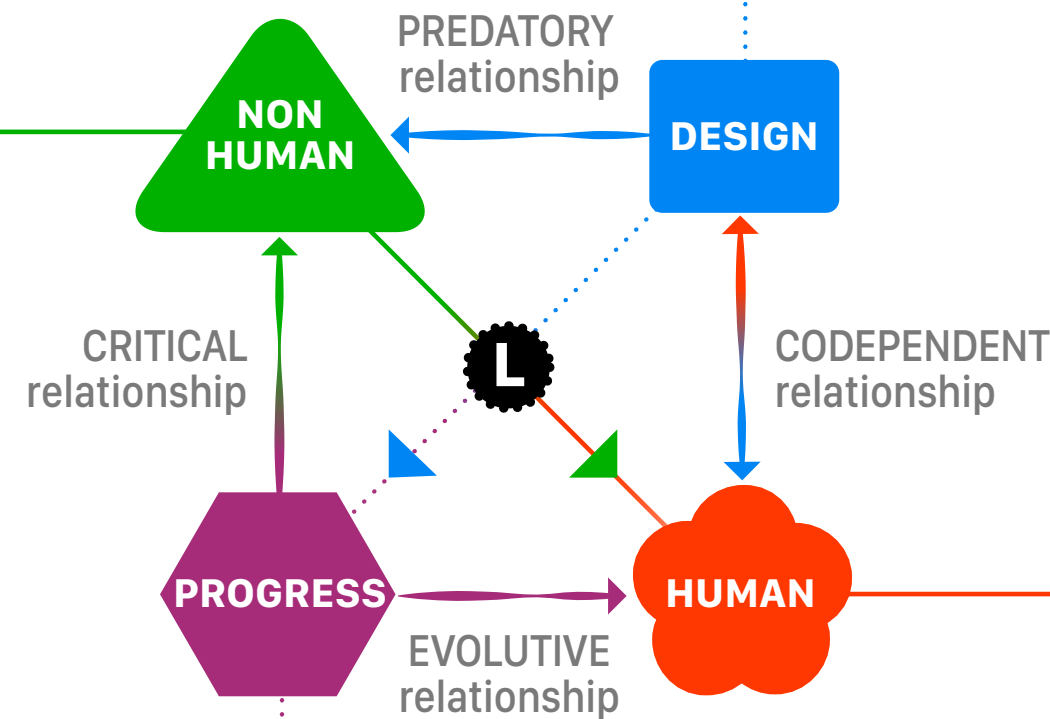 PREDATORY
relationship
NON
HUMAN
DESIGN
CRITICAL
relationship
L
CODEPENDENT
relationship
PROGRESS
HUMAN
EVOLUTIVE
relationship